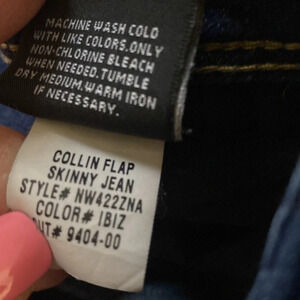 MACHINE WASH COLD
WITH LIKE COLORS.ONLY
NON-CHLORINE BLEACH
WHEN NEEDED.TUMBLE
DRY MEDIUM.WARM IRON
IF NECESSARY.
COLLIN FLAP
SKINNY JEAN
STYLE# NW422ZNA
COLOR# IBIZ
9404-00